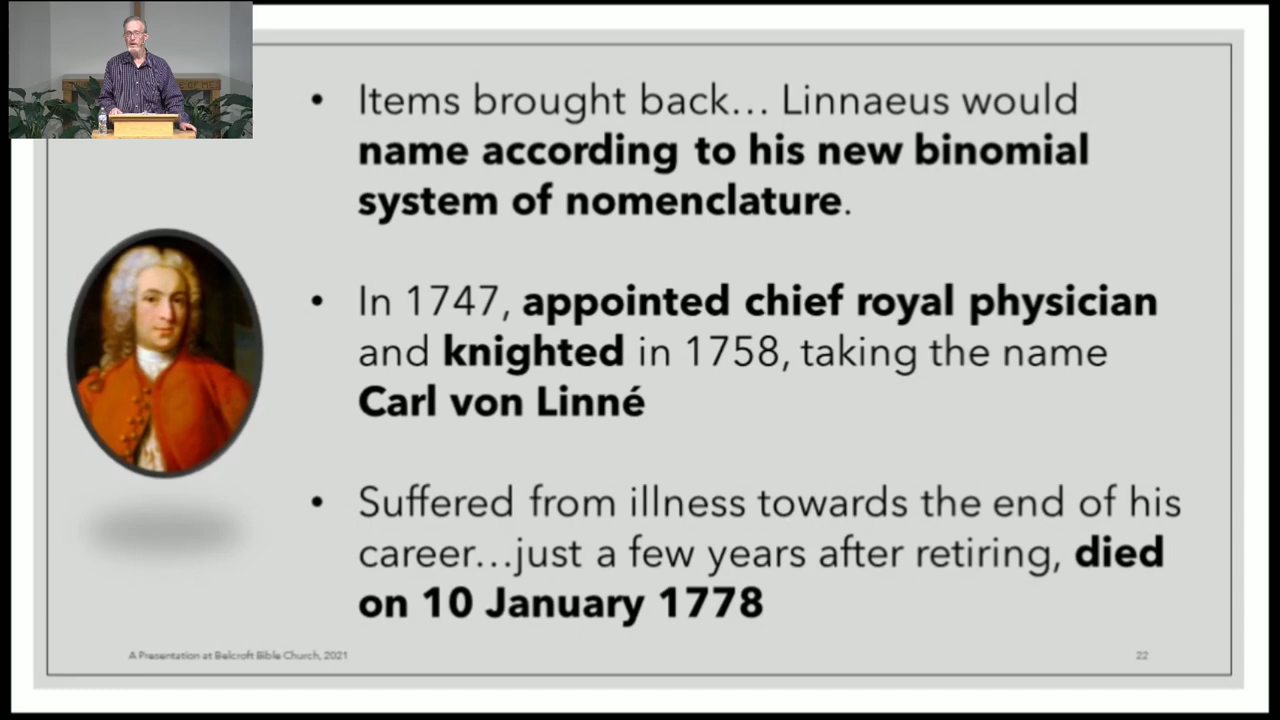 • Items brought back… Linnaeus would
name according to his new binomial
system of nomenclature.
• In 1747, appointed chief royal physician
and knighted in 1758, taking the name
Carl von Linné
• Suffered from illness towards the end of his
career…just a few years after retiring, died
on 10 January 1778
A Presentation at Belcroft Bible Church, 2021
22